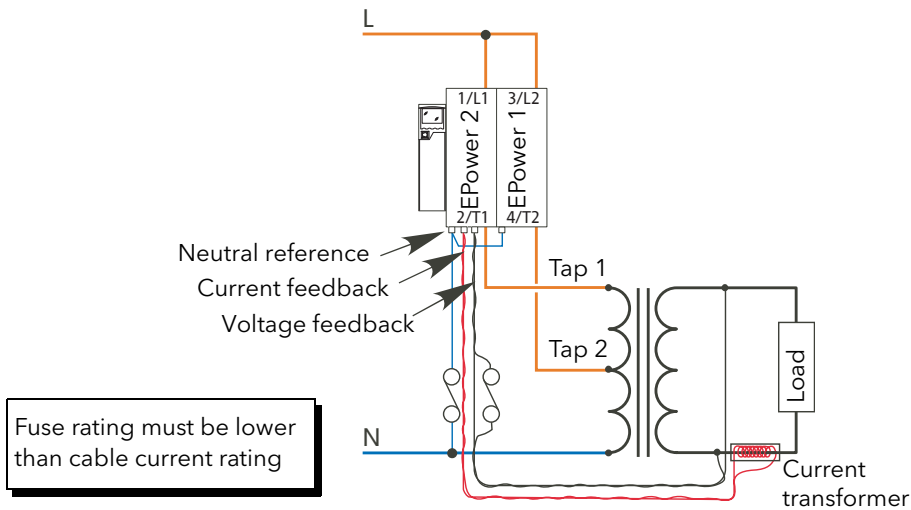 L
1/L1
3/L2
EPower 2
EPower 1
2/T1
4/T2
Neutral reference
Current feedback
Voltage feedback
Tap 1
Tap 2
Load
Fuse rating must be lower
than cable current rating
N
Current
transformer